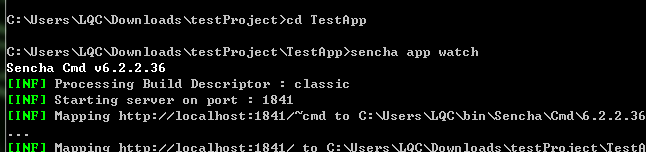 C:\Users\LQC\Downloads\testProject>cd TestApp
C:\Users\LQC\Downloads\testProject\TestApp>sencha app watch
Sencha Cmd v6.2.2.36
[INF] Processing Build Descriptor : classic
[INF] Starting server on port : 1841
[INF] Mapping http://localhost:1841/~cmd to C:\Users\LQC\bin\Sencha\Cmd\6.2.2.36
...
[INF] Mapping http://localhost:1841/ to C:\Users\LQC\Downloads\testProject\TestA